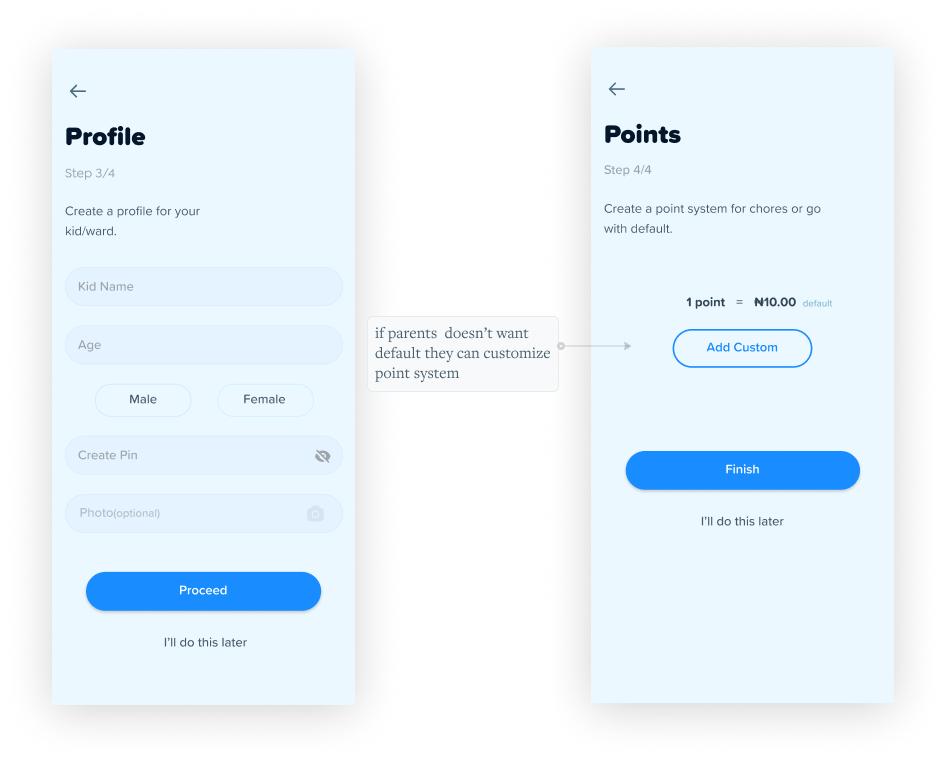 Profile
Step 3/4
Create a profile for your
kid/ward.
Kid Name
Age
Male
Female
Create Pin
Photo(optional)
Proceed
I'll do this later
if parents doesn't want
default they can customize
point system
Points
Step 4/4
Create a point system for chores or go
with default.
1 point = ₦10.00 default
Add Custom
Finish
I'll do this later